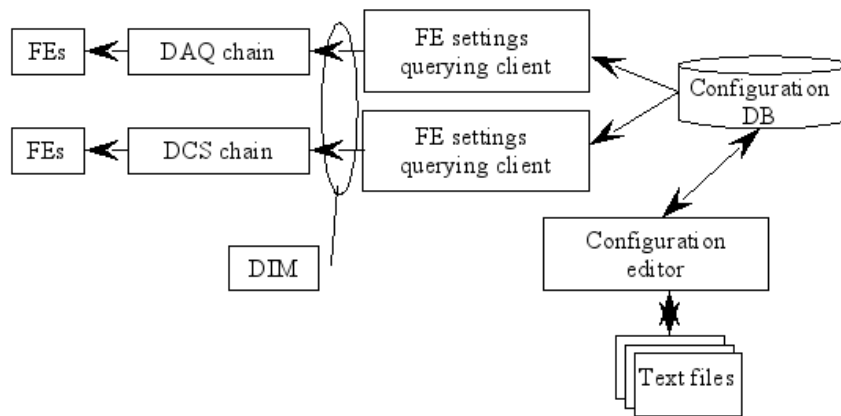 FEs
DAQ chain
FE settings
querying client
Configuration
DB
FEs
DCS chain
FE settings
querying client
DIM
Configuration
editor
Text files